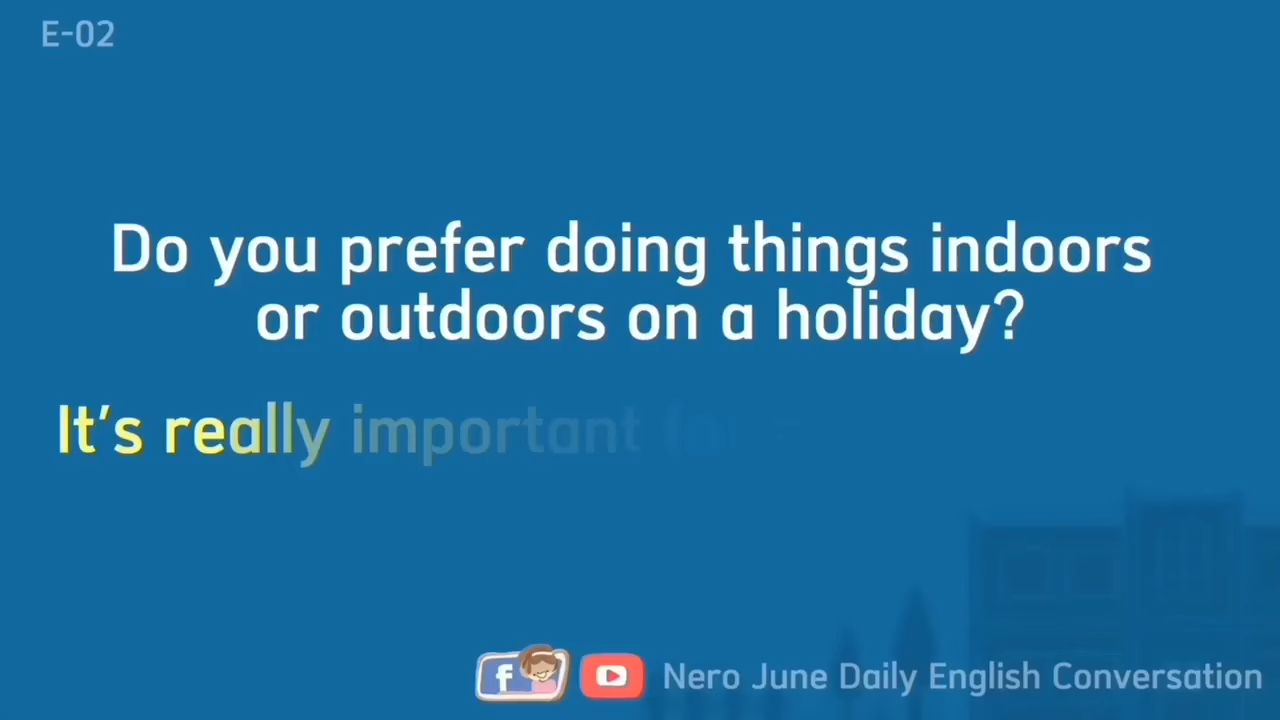 E-02
Do you prefer doing things indoors
or outdoors on a holiday?
It’s really important
Nero June Daily English Conversation